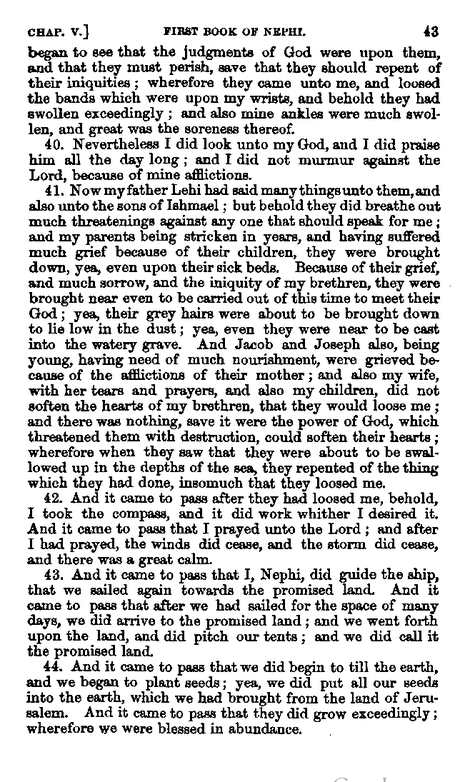 CHAP. V.] FIRST BOOK OF NEPHI. 43
began to see that the judgments of God were upon them,
and that they must perish, save that they should repent of
their iniquities ; wherefore they came unto me, and loosed
the bands which were upon my wrists, and behold they had
swollen exceedingly ; and also mine ankles were much swol-
len, and great was the soreness thereof.
40. Nevertheless I did look unto my God, and I did praise
him all the day long ; and I did not murmur against the
Lord, because of mine afflictions.
41. Now my father Lehi had said many things unto them, and
also unto the sons of Ishmael ; but behold they did breathe out
much threatenings against any one that should speak for me ;
and my parents being stricken in years, and having suffered
much grief because of their children, they were brought
down, yea, even upon their sick beds. Because of their grief,
and much sorrow, and the iniquity of my brethren, they were
brought near even to be carried out of this time to meet their
God ; yea, their grey hairs were about to be brought down
to lie low in the dust ; yea, even they were near to be cast
into the watery grave. And Jacob and Joseph also, being
young, having need of much nourishment, were grieved be-
cause of the afflictions of their mother ; and also my wife,
with her tears and prayers, and also my children, did not
soften the hearts of my brethren, that they would loose me ;
and there was nothing, save it were the power of God, which
threatened them with destruction, could soften their hearts ;
wherefore when they saw that they were about to be swal-
lowed up in the depths of the sea, they repented of the thing
which they had done, insomuch that they loosed me.
42. And it came to pass after they had loosed me, behold,
I took the compass, and it did work whither I desired it.
And it came to pass that I prayed unto the Lord ; and after
I had prayed, the winds did cease, and the storm did cease,
and there was a great calm.
43. And it came to pass that I, Nephi, did guide the ship,
that we sailed again towards the promised land. And it
came to pass that after we had sailed for the space of many
days, we did arrive to the promised land ; and we went forth
upon the land, and did pitch our tents ; and we did call it
the promised land.
44. And it came to pass that we did begin to till the earth,
and we began to plant seeds ; yea, we did put all our seeds
into the earth, which we had brought from the land of Jeru-
salem. And it came to pass that they did grow exceedingly ;
wherefore we were blessed in abundance.